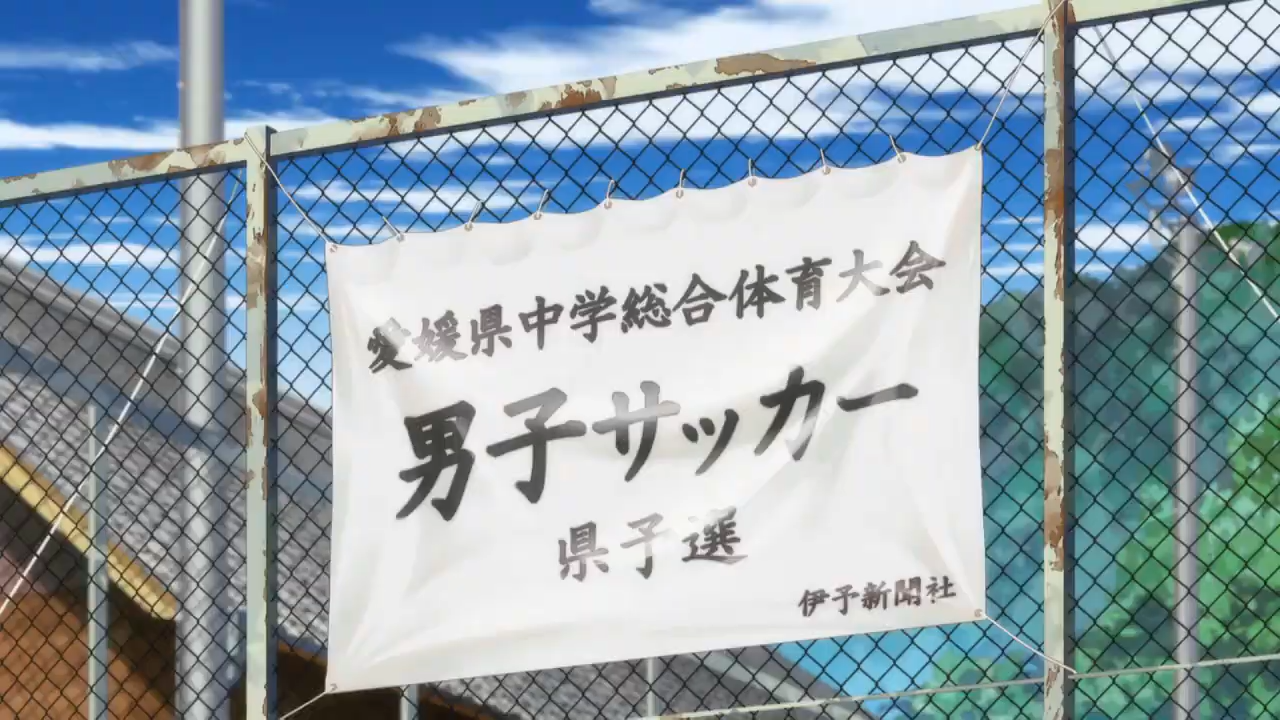 愛媛県中学総合体育大会
男子サッカー
県予選
伊予新聞社